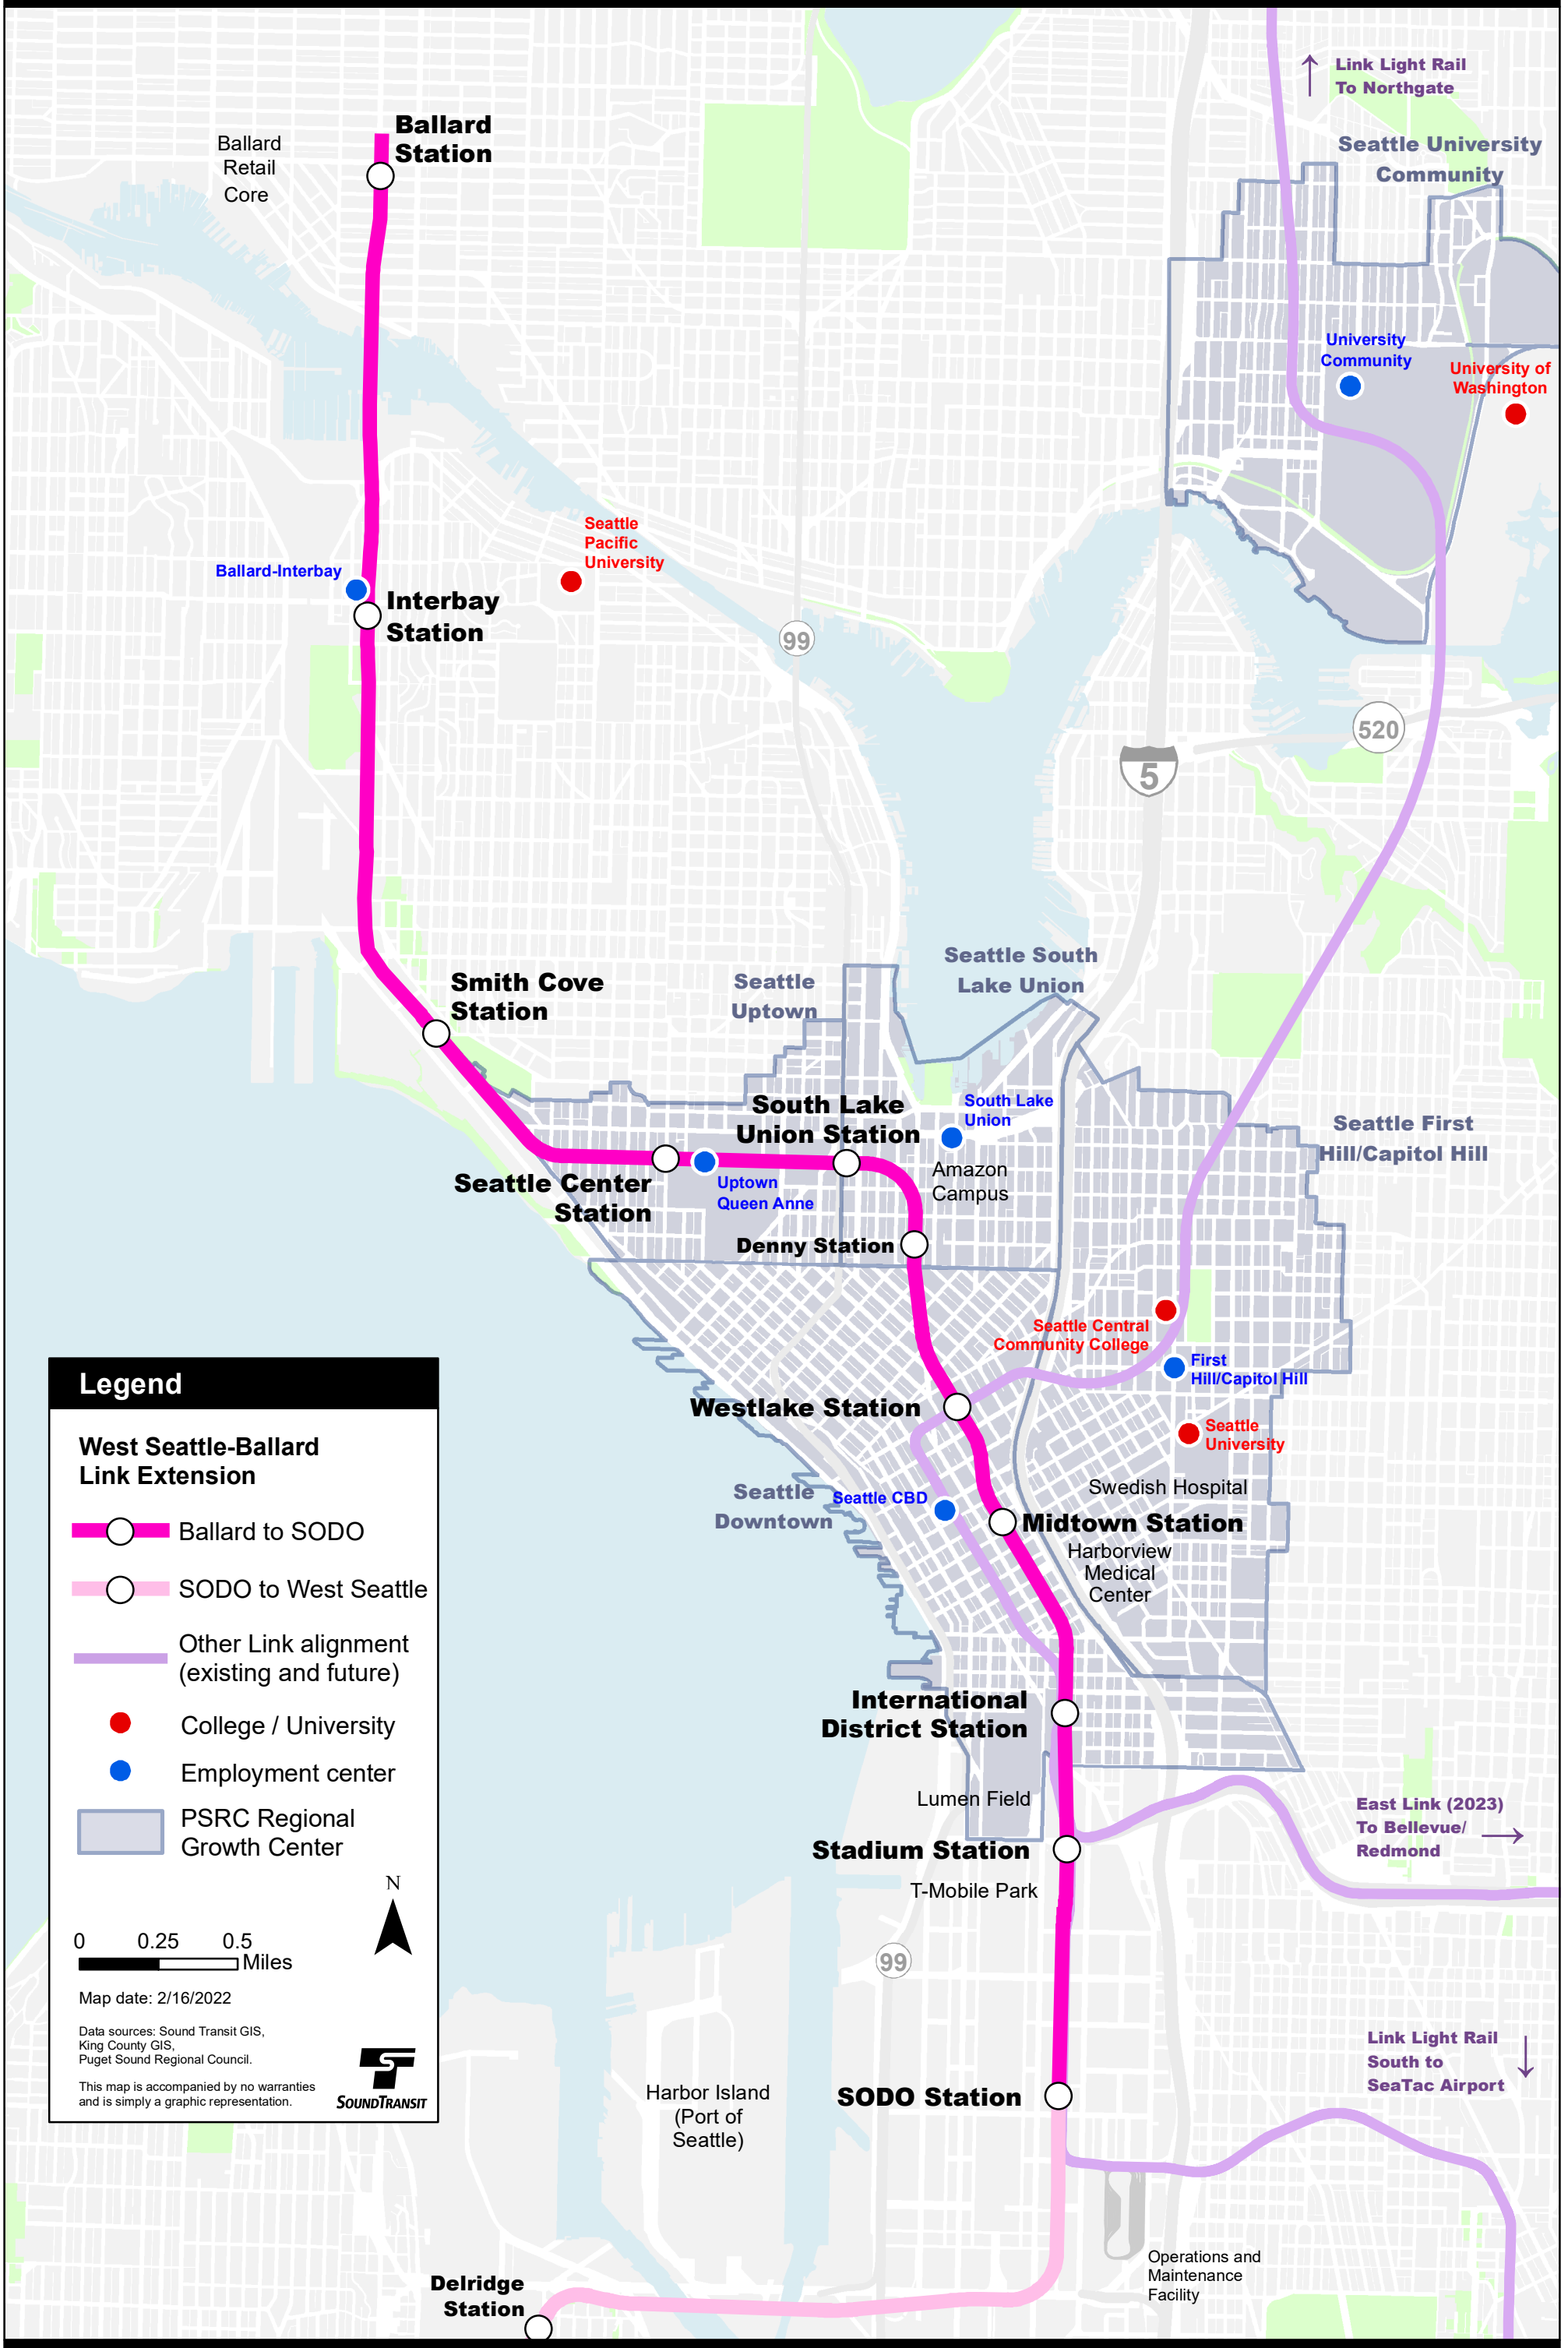 Link Light Rail
To Northgate
Ballard
Station
Ballard
Retail
Core
Seattle University
Community
University
Community
University of
Washington
Seattle
Pacific
University
Ballard-Interbay
Interbay
Station
99
520
5
Seattle South
Lake Union
Smith Cove
Station
Seattle
Uptown
South Lake
Union Station
South Lake
Union
Seattle First
Hill/Capitol Hill
Amazon
Campus
Seattle Center
Station
Uptown
Queen Anne
Denny Station
Seattle Central
Community College
First
Hill/Capitol Hill
Westlake Station
Seattle
University
Swedish Hospital
Seattle
Downtown
Seattle CBD
Midtown Station
Harborview
Medical
Center
International
District Station
Lumen Field
East Link (2023)
To Bellevue/
Redmond
Stadium Station
T-Mobile Park
99
Link Light Rail
South to
SeaTac Airport
SODO Station
Harbor Island
(Port of
Seattle)
Operations and
Maintenance
Facility
Delridge
Station
Legend
West Seattle-Ballard
Link Extension
Ballard to SODO
SODO to West Seattle
Other Link alignment
(existing and future)
College / University
Employment center
PSRC Regional
Growth Center
N
0 0.25 0.5
Miles
Map date: 2/16/2022
Data sources: Sound Transit GIS,
King County GIS,
Puget Sound Regional Council.
This map is accompanied by no warranties
and is simply a graphic representation.
SOUNDTRANSIT